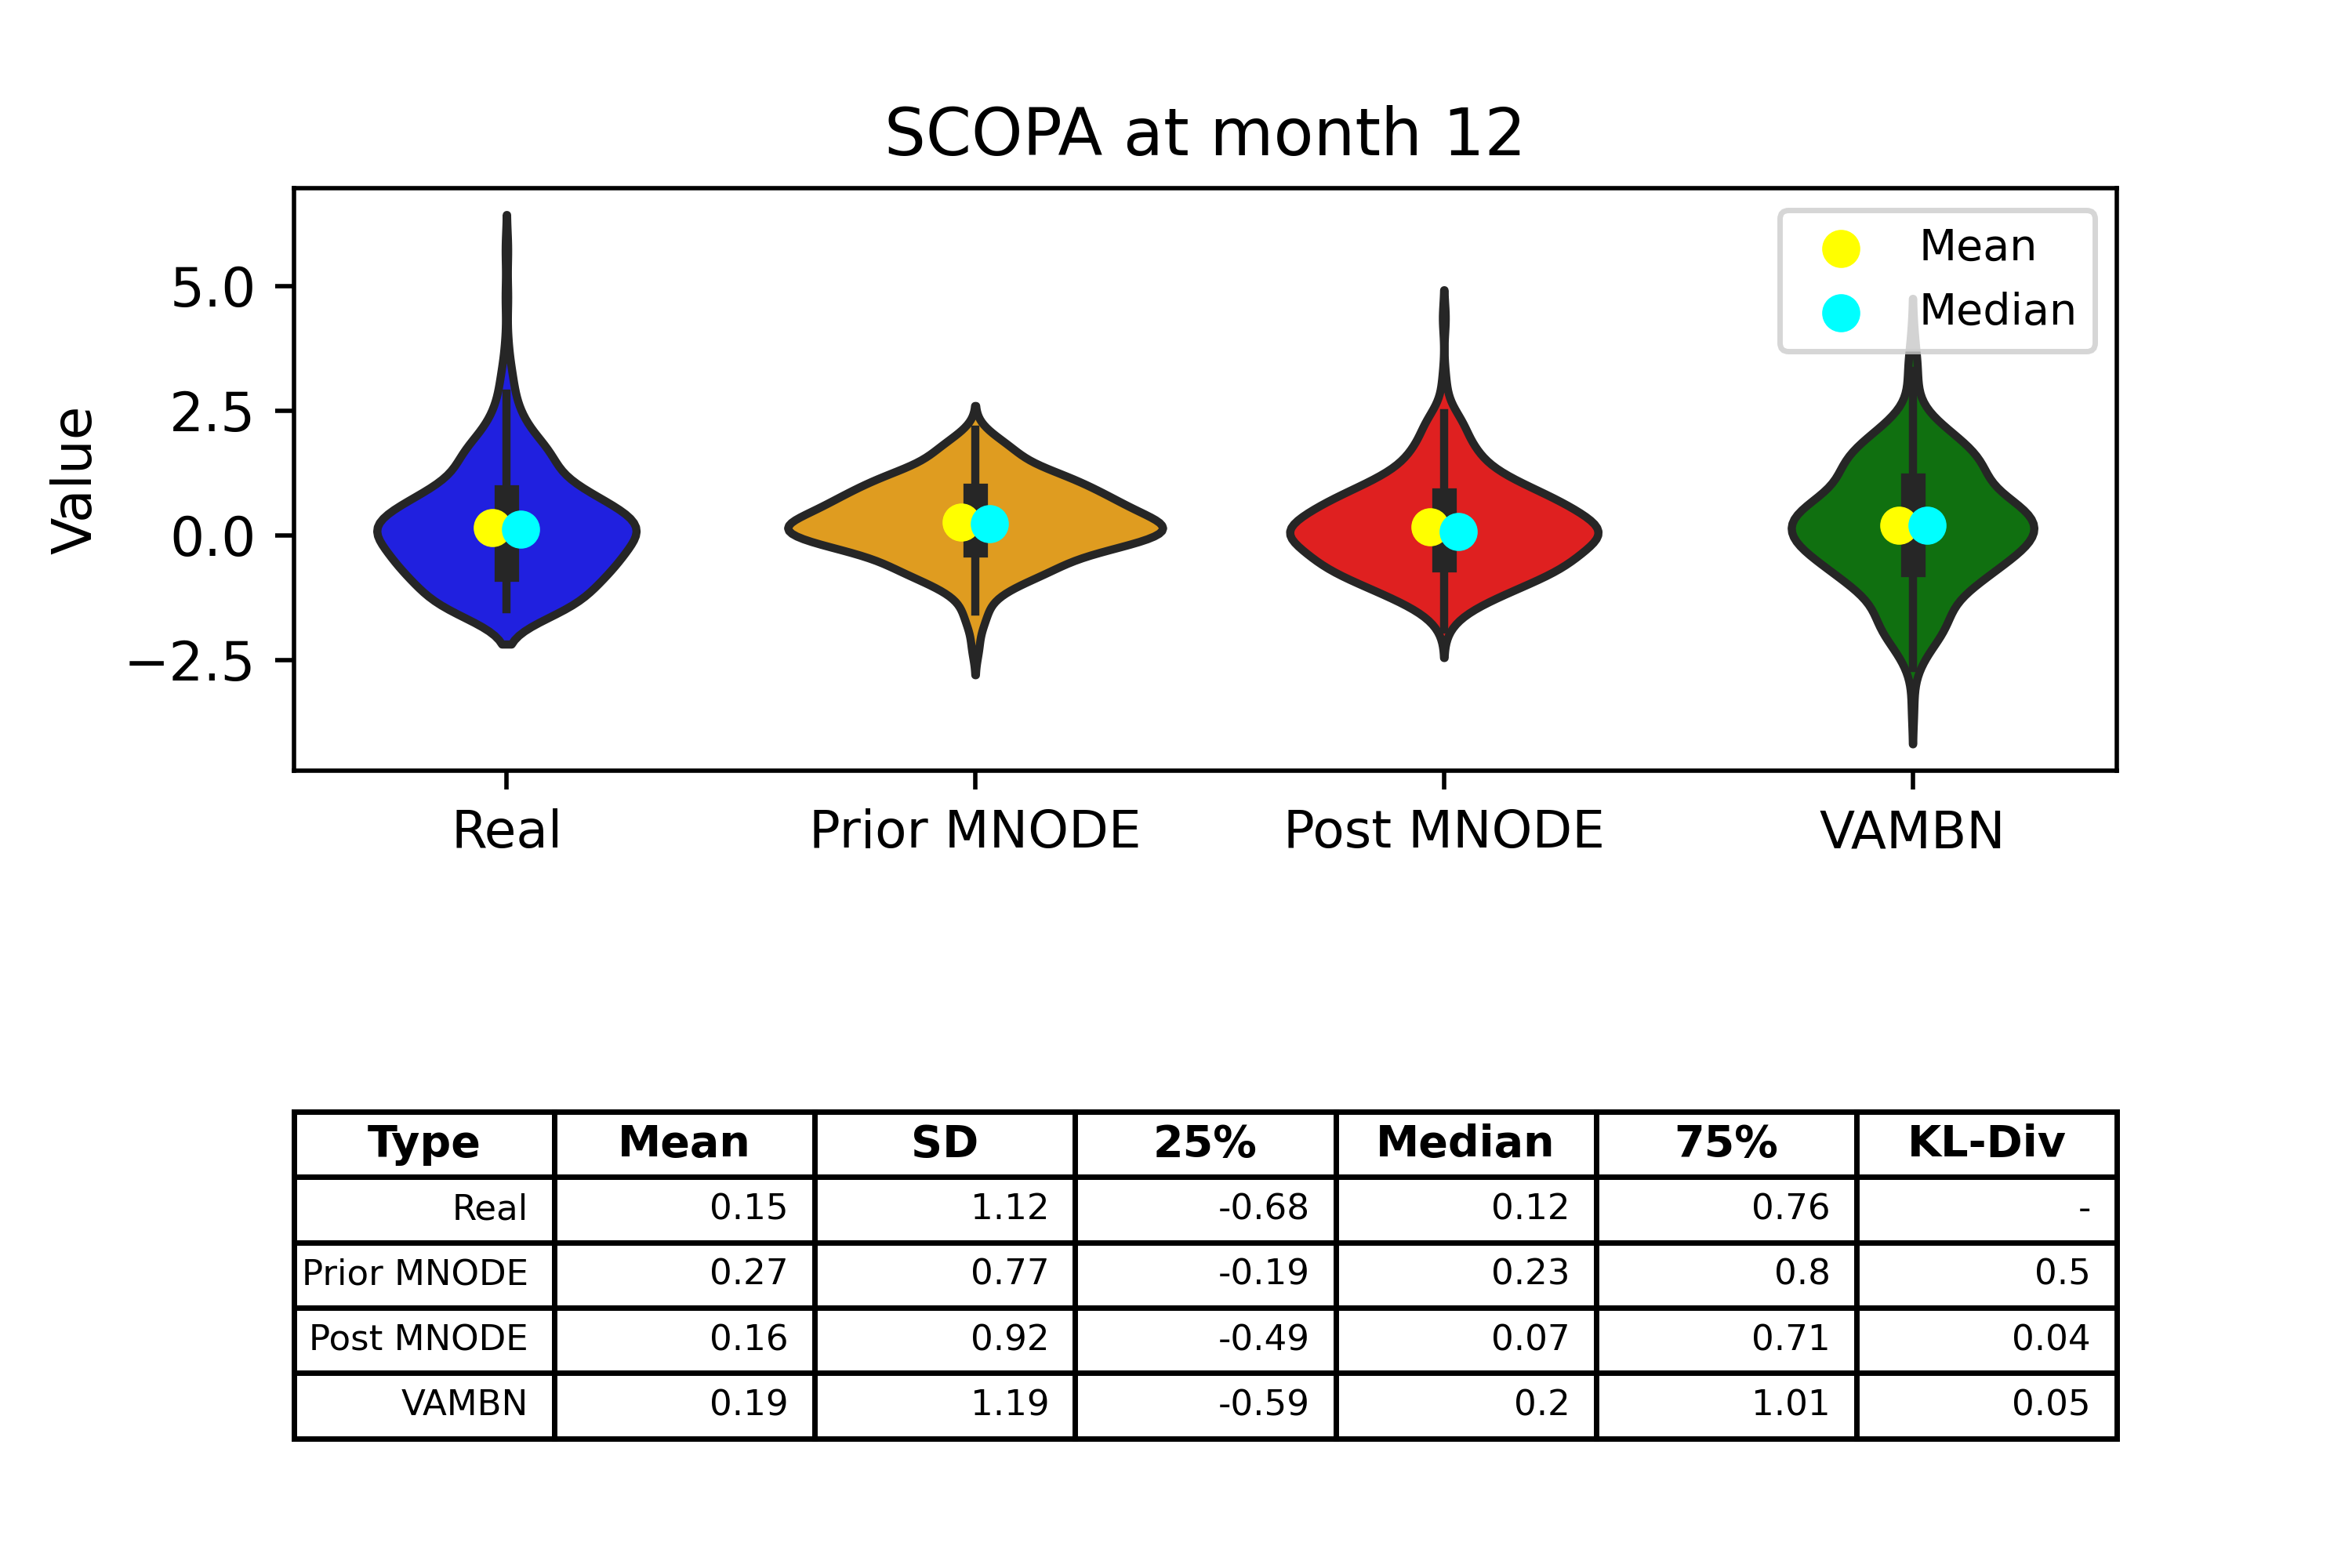 SCOPA at month 12
Mean
Median
Value
5.0
2.5
0.0
−2.5
Real Prior MNODE Post MNODE VAMBN
Type Mean SD 25% Median 75% KL-Div
Real 0.15 1.12 -0.68 0.12 0.76 -
Prior MNODE 0.27 0.77 -0.19 0.23 0.8 0.5
Post MNODE 0.16 0.92 -0.49 0.07 0.71 0.04
VAMBN 0.19 1.19 -0.59 0.2 1.01 0.05